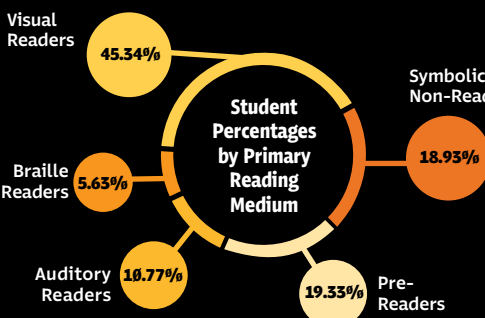 Visual
Readers
45.34%
Symbolic
18.93%
Student
Percentages
by Primary
Reading
Medium
Braille
Readers
5.63%
Auditory
Readers
10.77%
19.33%
Pre-
Readers